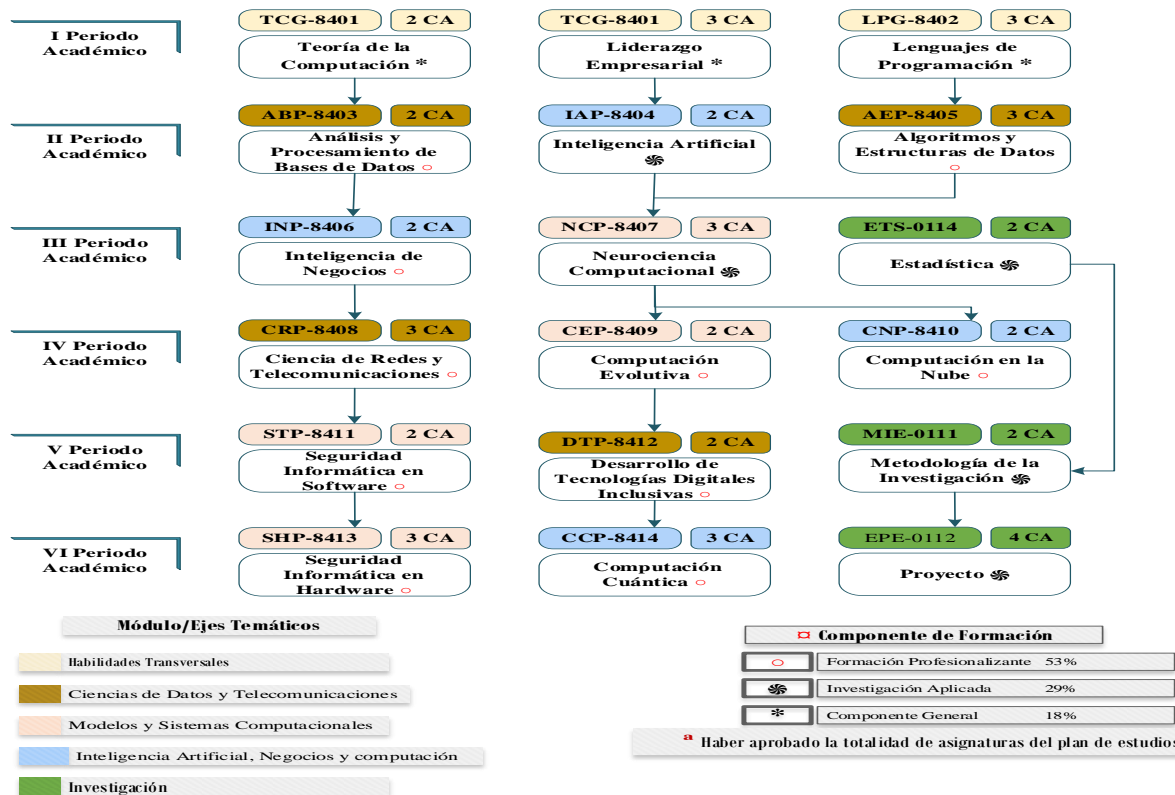 I Periodo
Académico
TCG-8401 2 CA
Teoría de la
Computación *
TCG-8401 3 CA
Liderazgo
Empresarial *
LPG-8402 3 CA
Lenguajes de
Programación *
II Periodo
Académico
ABP-8403 2 CA
Análisis y
Procesamiento de
Bases de Datos
IAP-8404 2 CA
Inteligencia Artificial
AEP-8405 3 CA
Algoritmos y
Estructuras de Datos
III Periodo
Académico
INP-8406 2 CA
Inteligencia de
Negocios
NCP-8407 3 CA
Neurociencia
Computacional
ETS-0114 2 CA
Estadística
IV Periodo
Académico
CRP-8408 3 CA
Ciencia de Redes y
Telecomunicaciones
CEP-8409 2 CA
Computación
Evolutiva
CNP-8410 2 CA
Computación en la
Nube
V Periodo
Académico
STP-8411 2 CA
Seguridad
Informática en
Software
DTP-8412 2 CA
Desarrollo de
Tecnologías Digitales
Inclusivas
MIE-0111 2 CA
Metodología de la
Investigación
VI Periodo
Académico
SHP-8413 3 CA
Seguridad
Informática en
Hardware
CCP-8414 3 CA
Computación
Cuántica
EPE-0112 4 CA
Proyecto
Módulo/Ejes Temáticos
Habilidades Transversales
Ciencias de Datos y Telecomunicaciones
Modelos y Sistemas Computacionales
Inteligencia Artificial, Negocios y computación
Investigación
¤ Componente de Formación
Formación Profesionalizante 53%
Investigación Aplicada 29%
* Componente General 18%
a Haber aprobado la totalidad de asignaturas del plan de estudios